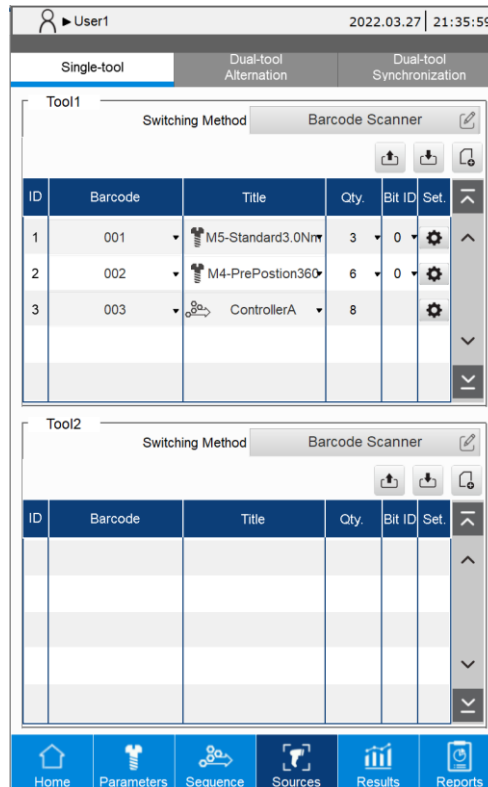 User1 2022.03.27 21:35:59
Single-tool Dual-tool Alternation Dual-tool Synchronization
Tool1
Switching Method Barcode Scanner
ID Barcode Title Qty. Bit ID Set.
1 001 M5-Standard3.0Nm 3 0
2 002 M4-PrePostion360 6 0
3 003 ControllerA 8
Tool2
Switching Method Barcode Scanner
ID Barcode Title Qty. Bit ID Set.
Home Parameters Sequence Sources Results Reports